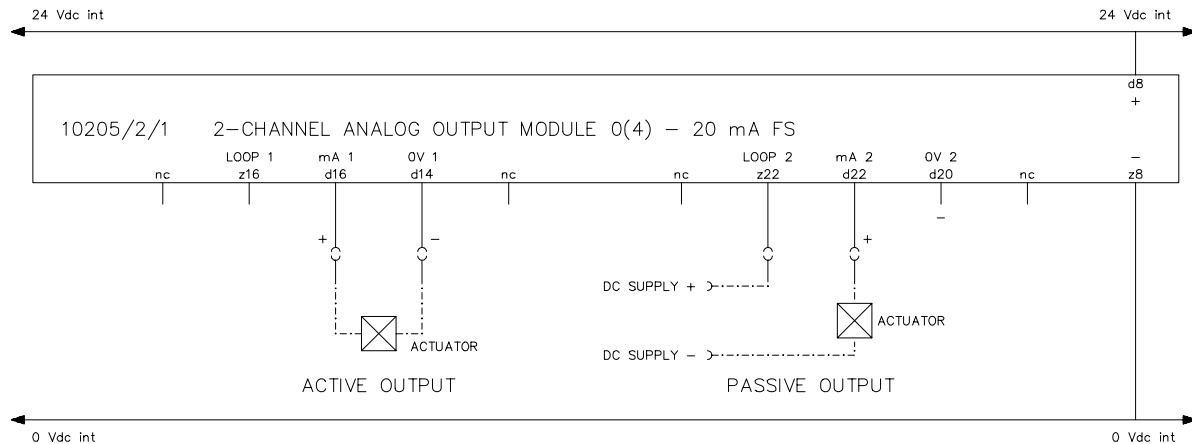 24 Vdc int 24 Vdc int
d8
+
10205/2/1 2-CHANNEL ANALOG OUTPUT MODULE 0(4) - 20 mA FS
LOOP 1 mA 1 0V 1 LOOP 2 mA 2 0V 2 -
nc z16 d16 d14 nc nc z22 d22 d20 nc z8
-
+ - +
DC SUPPLY +
ACTUATOR
ACTUATOR
DC SUPPLY -
ACTIVE OUTPUT PASSIVE OUTPUT
0 Vdc int 0 Vdc int